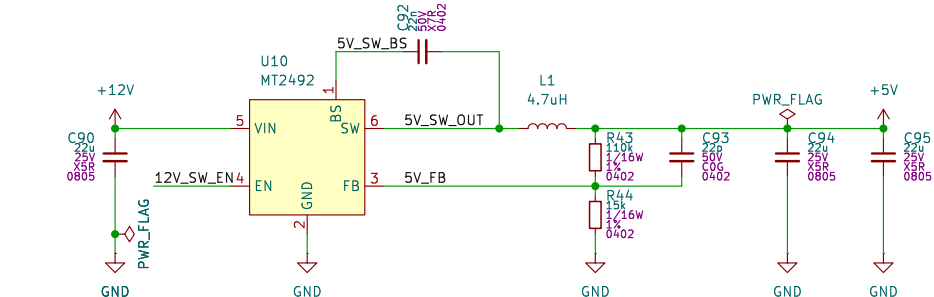 C92
22n
50V
X7R
0402
5V_SW_BS
U10
MT2492
L1
4.7uH
+12V
1
BS
PWR_FLAG
+5V
5
VIN
SW
6
5V_SW_OUT
C90
22u
25V
X5R
0805
R43
110k
1/16W
1%
0402
C93
22p
50V
C0G
0402
C94
22u
25V
X5R
0805
C95
22u
25V
X5R
0805
12V_SW_EN
4
EN
GND
FB
3
5V_FB
2
R44
15k
1/16W
1%
0402
PWR_FLAG
GND
GND
GND
GND
GND